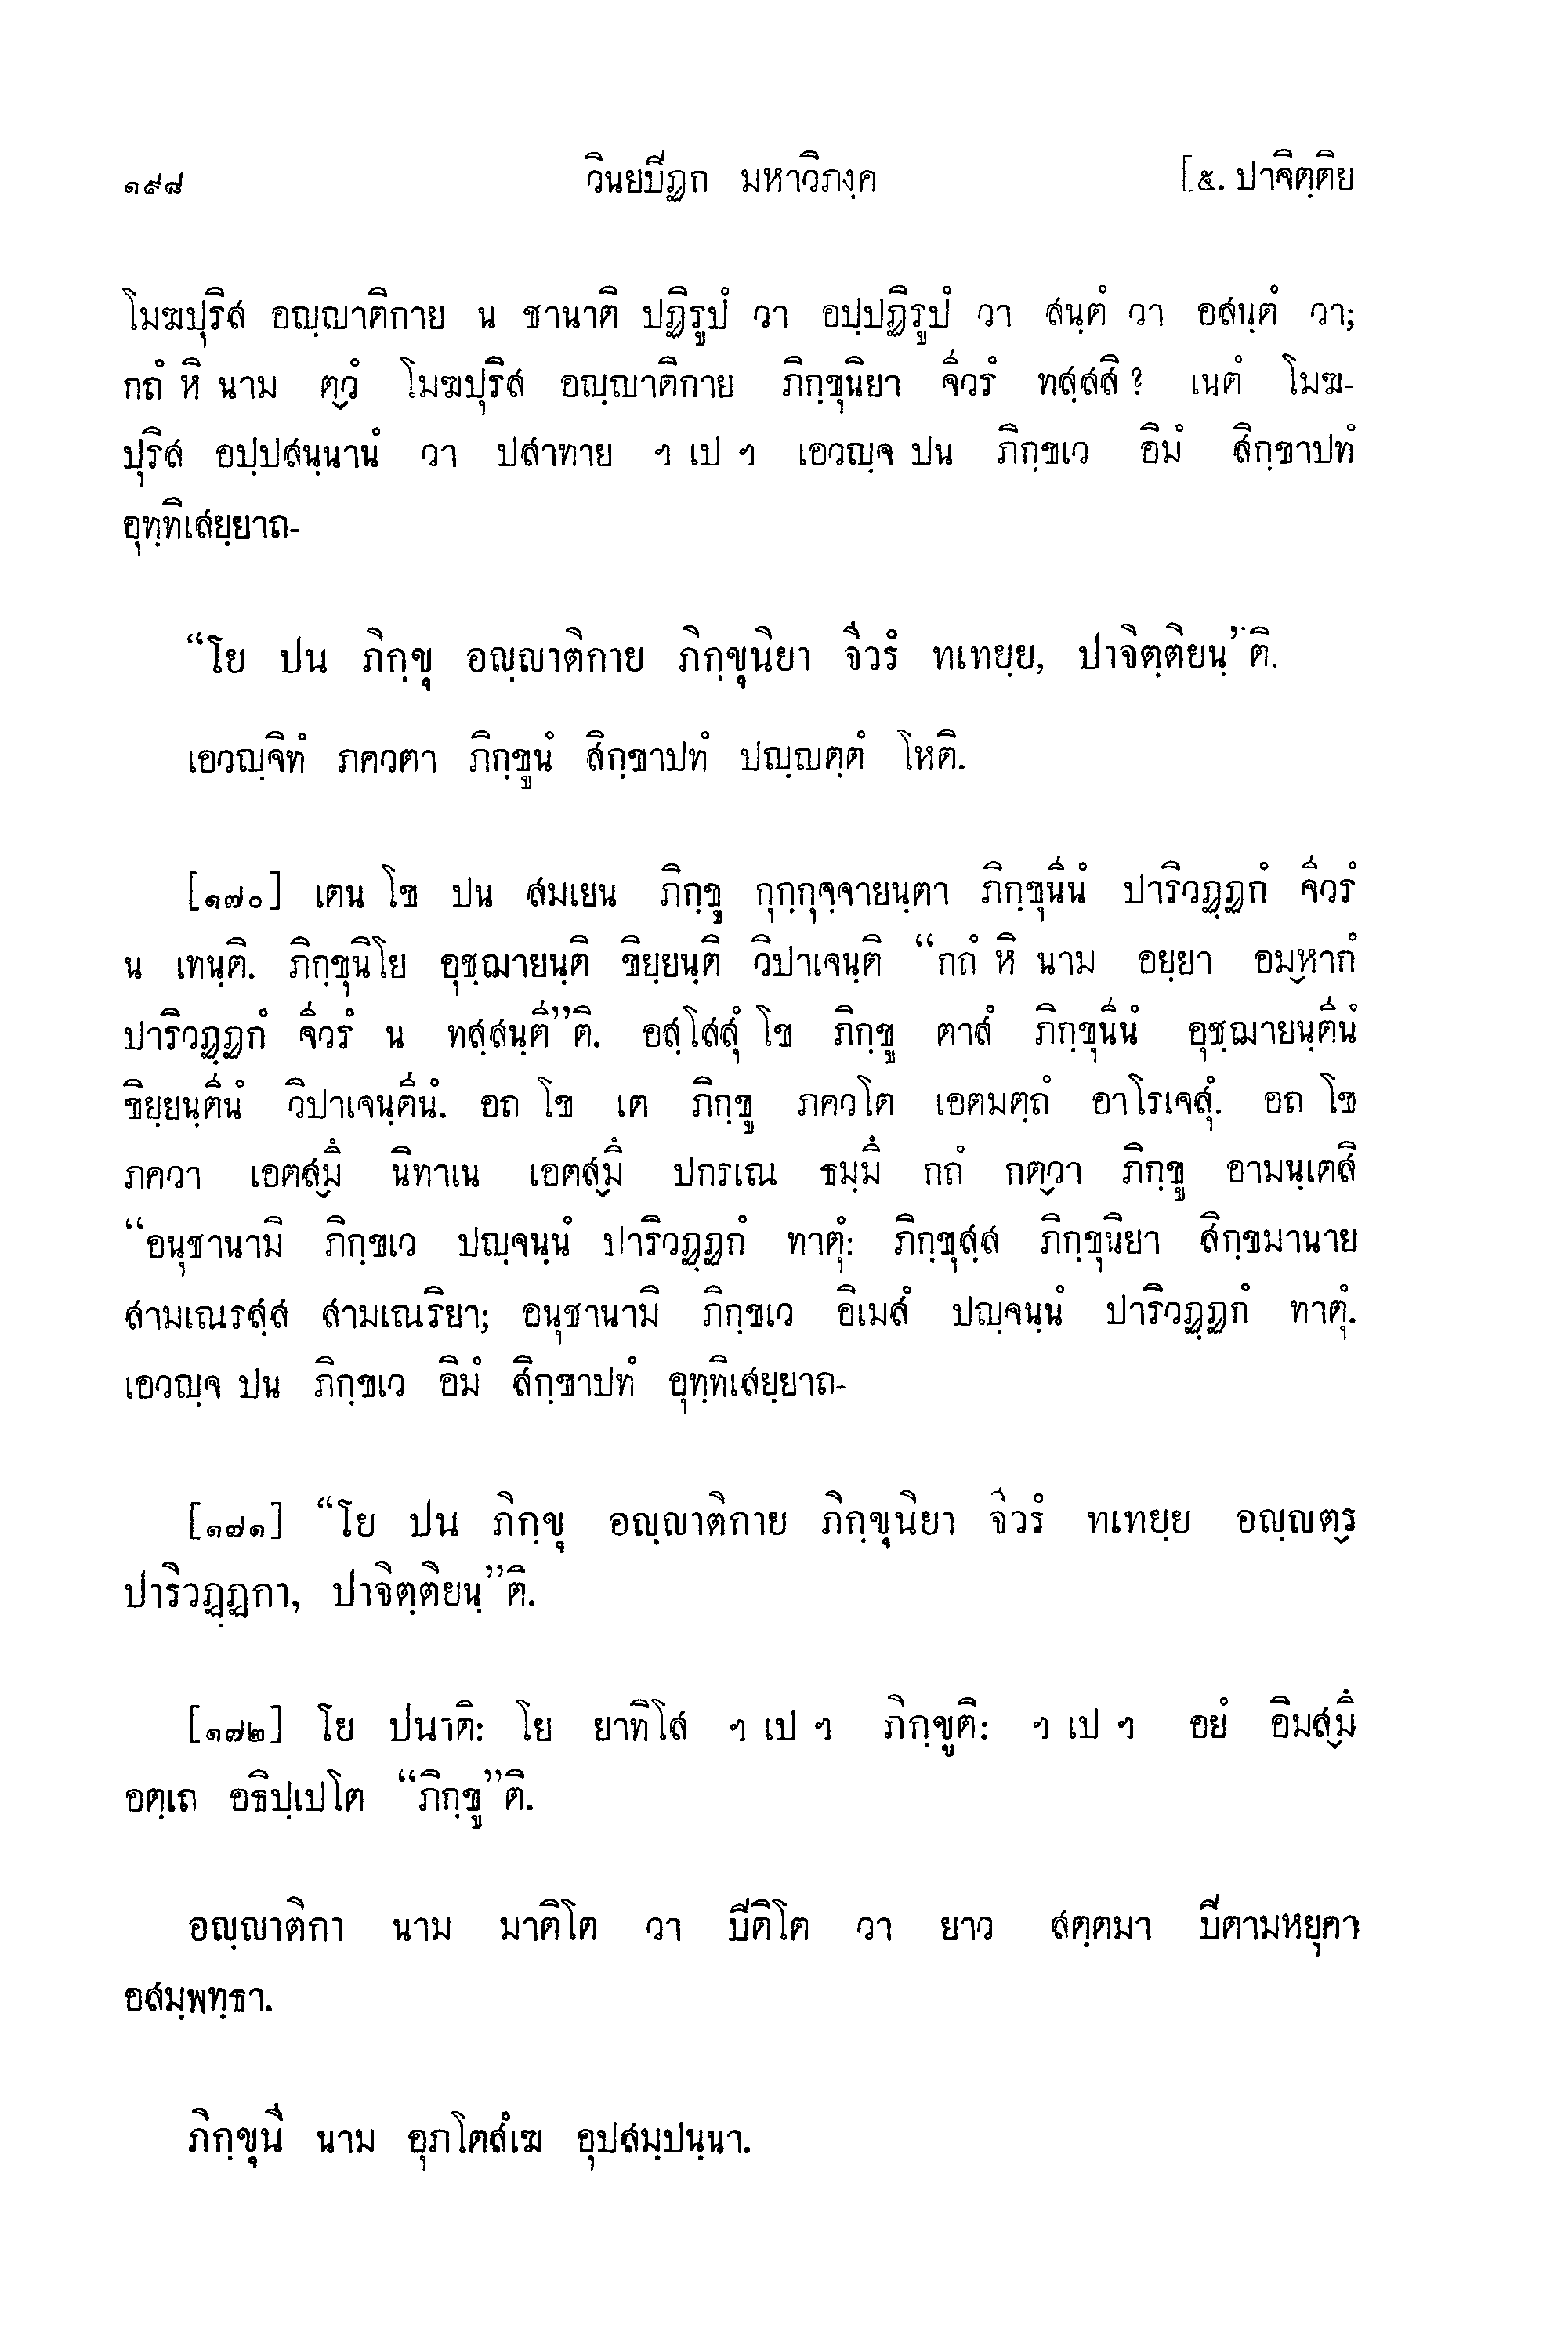 ๑๙๘ วินยปีฏก มหาวิภงฺค [๕. ปาจิตฺติย
โมฆปุริส อญฺญาติกาย น ชานาติ ปฏิรูปํ วา อปฺปฏิรูปํ วา สนฺตํ วา อสนฺตํ วา;
กถํ หิ นาม ตฺวํ โมฆปุริส อญฺญาติกาย ภิกฺขุนิยา จีวรํ ทสฺสสิ? เนตํ โมฆ-
ปุริส อปฺปสนฺนานํ วา ปสาทาย ฯ เป ฯ เอวญฺจ ปน ภิกฺขเว อิมํ สิกฺขาปทํ
อุทฺทิเสยฺยาถ-
“โย ปน ภิกฺขุ อญฺญาติกาย ภิกฺขุนิยา จีวรํ ทเทยฺย, ปาจิตฺติยนฺ”ติ.
เอวญฺจิทํ ภควตา ภิกฺขูนํ สิกฺขาปทํ ปญฺญตฺตํ โหติ.
[๑๗๐] เตน โข ปน สมเยน ภิกฺขู กุกฺกุจฺจายนฺตา ภิกฺขุนีนํ ปาริวฏฺฏกํ จีวรํ
น เทนฺติ. ภิกฺขุนิโย อุชฺฌายนฺติ ขิยฺยนฺติ วิปาเจนฺติ “กถํ หิ นาม อยฺยา อมฺหากํ
ปาริวฏฺฏกํ จีวรํ น ทสฺสนฺตี”ติ. อสฺโสสุํ โข ภิกฺขู ตาสํ ภิกฺขุนีนํ อุชฺฌายนฺตีนํ
ขิยฺยนฺตีนํ วิปาเจนฺตีนํ. อถ โข เต ภิกฺขู ภควโต เอตมตฺถํ อาโรเจสุํ. อถ โข
ภควา เอตสฺมึ นิทาเน เอตสฺมึ ปกรเณ ธมฺมึ กถํ กตฺวา ภิกฺขู อามนฺเตสิ
“อนุชานามิ ภิกฺขเว ปญฺจนฺนํ ปาริวฏฺฏกํ ทาตุํ: ภิกฺขุสฺส ภิกฺขุนิยา สิกฺขมานาย
สามเณรสฺส สามเณริยา; อนุชานามิ ภิกฺขเว อิเมสํ ปญฺจนฺนํ ปาริวฏฺฏกํ ทาตุํ.
เอวญฺจ ปน ภิกฺขเว อิมํ สิกฺขาปทํ อุทฺทิเสยฺยาถ-
[๑๗๑] “โย ปน ภิกฺขุ อญฺญาติกาย ภิกฺขุนิยา จีวรํ ทเทยฺย อญฺญตฺร
ปาริวฏฺฏกา, ปาจิตฺติยนฺ”ติ.
[๑๗๒] โย ปนาติ: โย ยาทิโส ฯ เป ฯ ภิกฺขูติ: ฯ เป ฯ อยํ อิมสฺมึ
อตฺเถ อธิปฺเปโต “ภิกฺขู”ติ.
อญฺญาติกา นาม มาติโต วา ปีติโต วา ยาว สตฺตมา ปีตามหยุคา
อสมฺพทฺธา.
ภิกฺขุนี นาม อุภโตสํเฆ อุปสมฺปนฺนา.